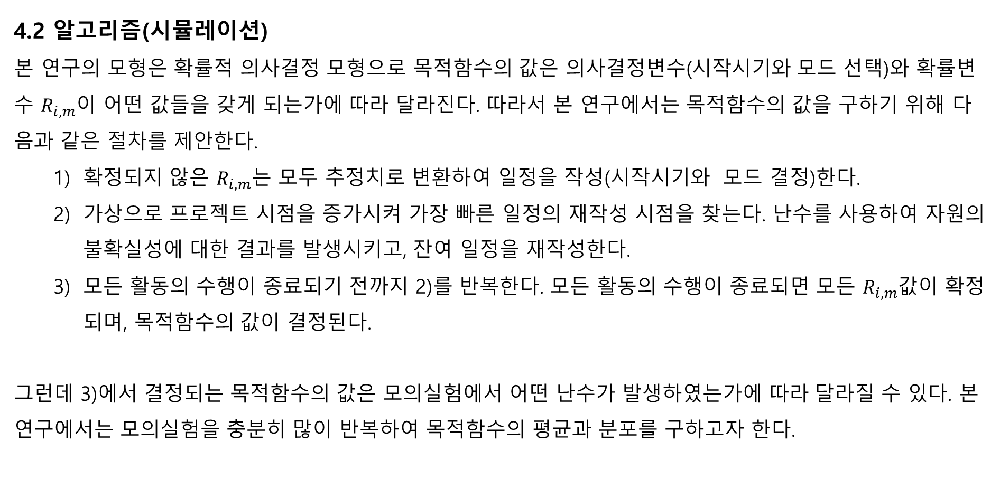 4.2 알고리즘(시뮬레이션)
본 연구의 모형은 확률적 의사결정 모형으로 목적함수의 값은 의사결정변수(시작시기와 모드 선택)와 확률변
수 R_{i,m}이 어떤 값들을 갖게 되는가에 따라 달라진다. 따라서 본 연구에서는 목적함수의 값을 구하기 위해 다
음과 같은 절차를 제안한다.
1) 확정되지 않은 R_{i,m}는 모두 추정치로 변환하여 일정을 작성(시작시기와 모드 결정)한다.
2) 가상으로 프로젝트 시점을 증가시켜 가장 빠른 일정의 재작성 시점을 찾는다. 난수를 사용하여 자원의
불확실성에 대한 결과를 발생시키고, 잔여 일정을 재작성한다.
3) 모든 활동의 수행이 종료되기 전까지 2)를 반복한다. 모든 활동의 수행이 종료되면 모든 R_{i,m}값이 확정
되며, 목적함수의 값이 결정된다.
그런데 3)에서 결정되는 목적함수의 값은 모의실험에서 어떤 난수가 발생하였는가에 따라 달라질 수 있다. 본
연구에서는 모의실험을 충분히 많이 반복하여 목적함수의 평균과 분포를 구하고자 한다.